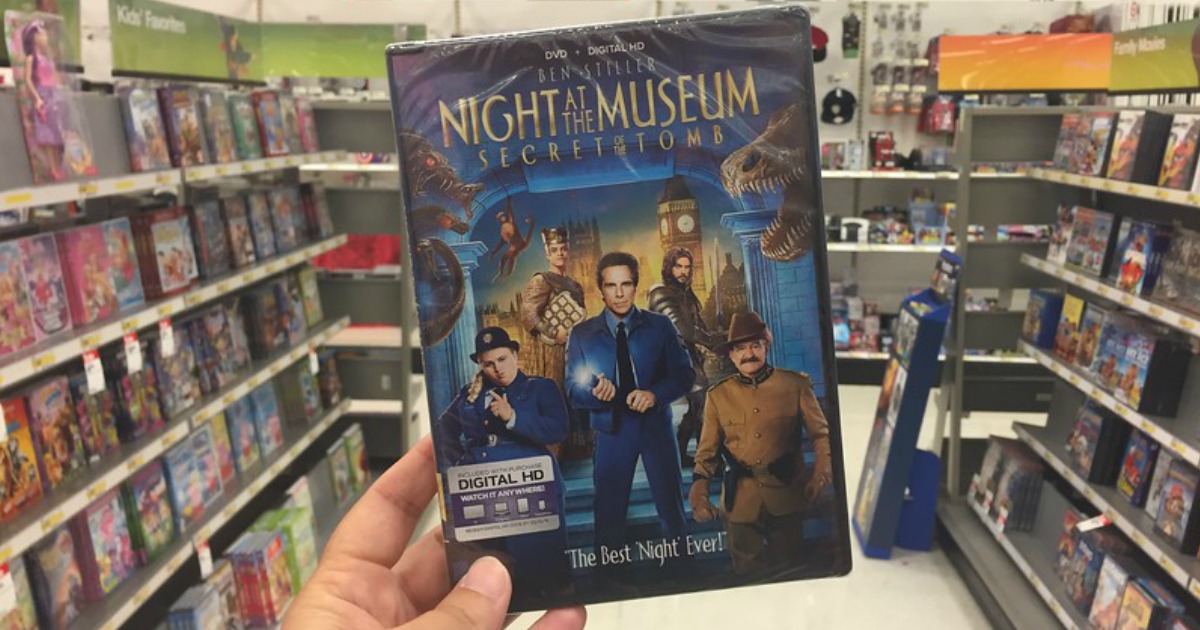 Kids' Favorites
Family Movies
DVD + DIGITAL HD
BEN STILLER
NIGHT AT THE MUSEUM
SECRET OF THE TOMB
INCLUDED WITH PURCHASE
DIGITAL HD
WATCH IT ANYWHERE!
"The Best 'Night' Ever!"